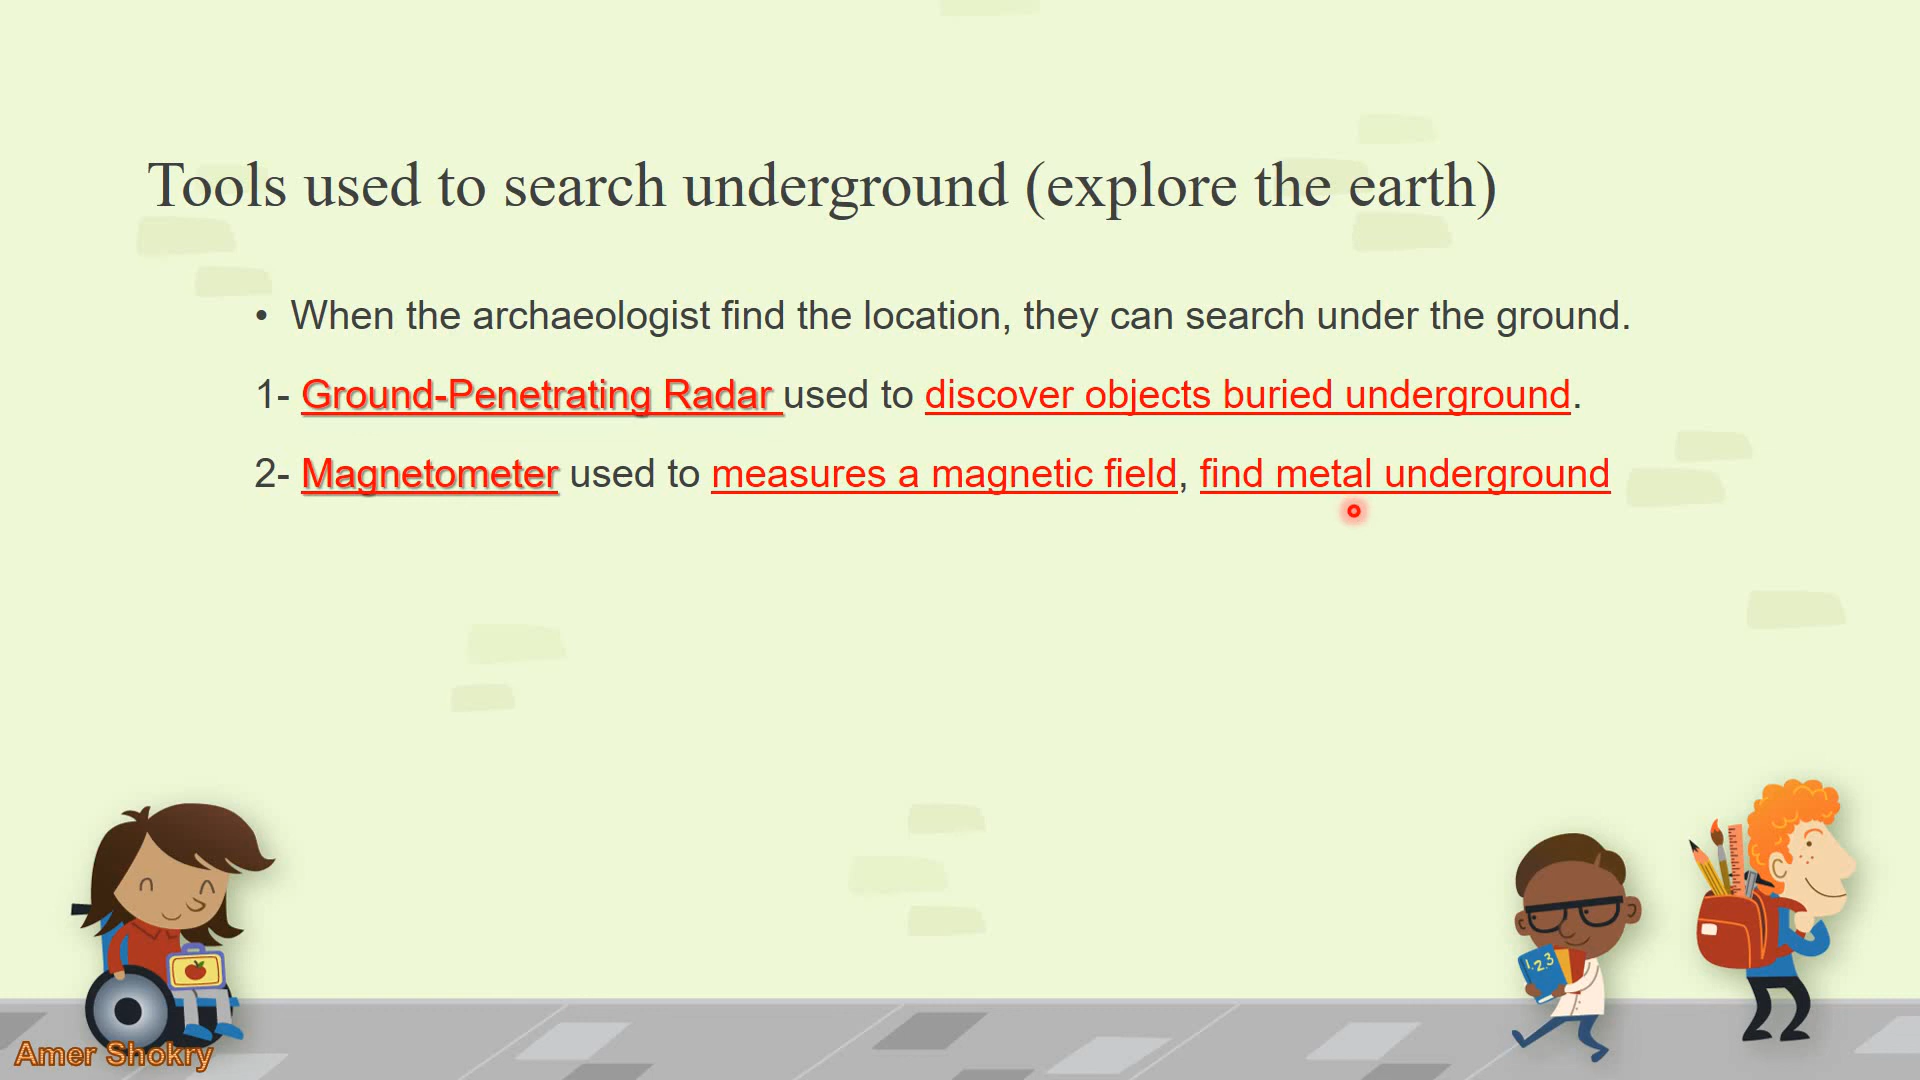 Tools used to search underground (explore the earth)
• When the archaeologist find the location, they can search under the ground.
1- Ground-Penetrating Radar used to discover objects buried underground.
2- Magnetometer used to measures a magnetic field, find metal underground
1.2.3
Amer Shokry